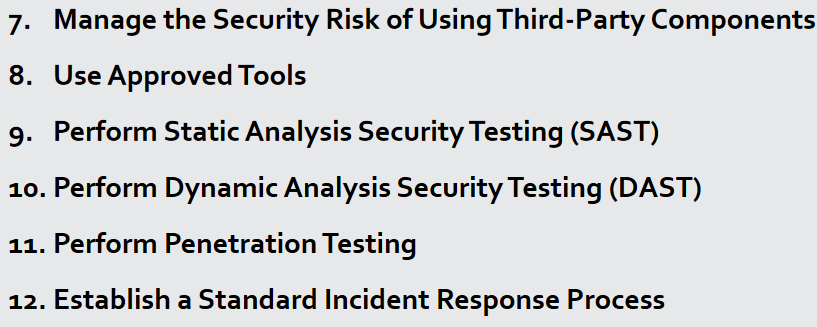 7. Manage the Security Risk of Using Third-Party Components
8. Use Approved Tools
9. Perform Static Analysis Security Testing (SAST)
10. Perform Dynamic Analysis Security Testing (DAST)
11. Perform Penetration Testing
12. Establish a Standard Incident Response Process